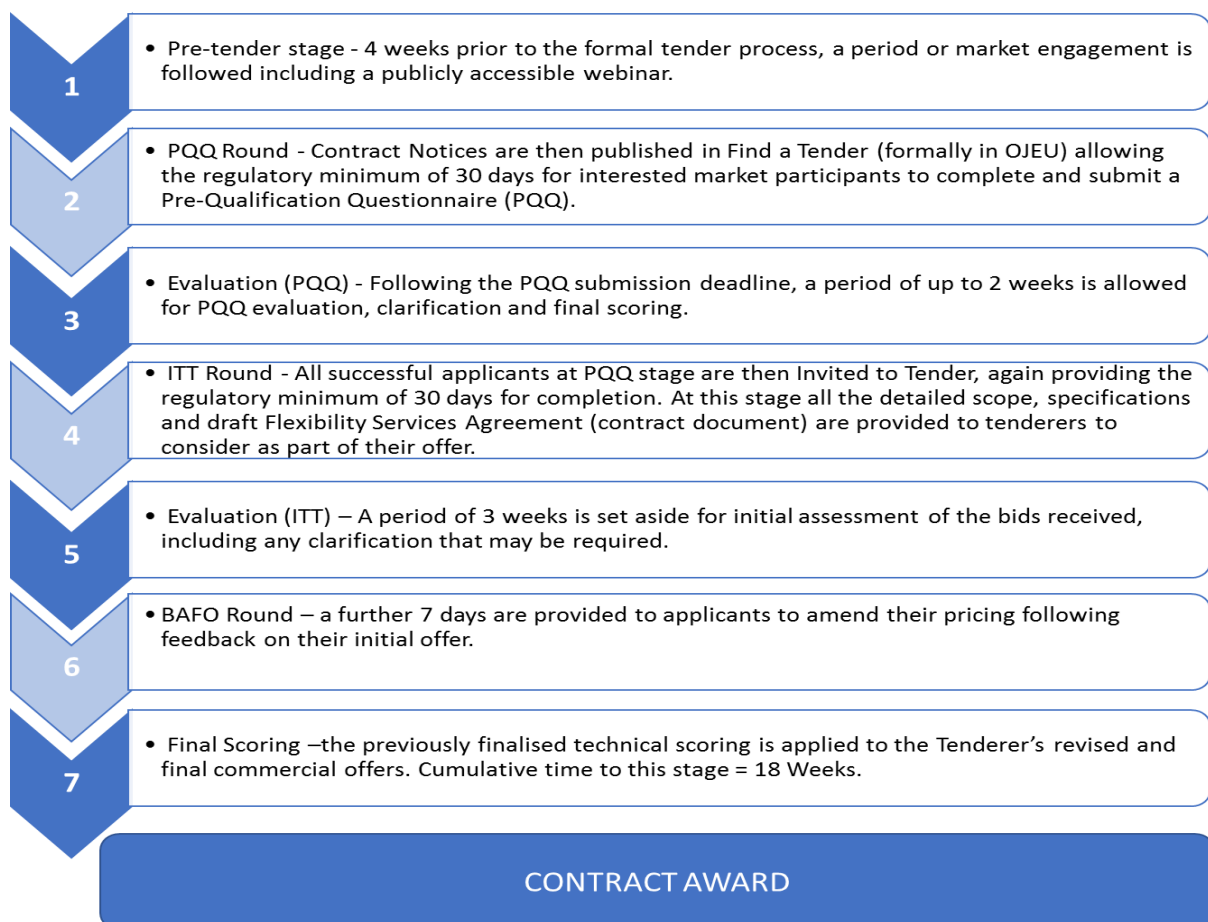 1
• Pre-tender stage - 4 weeks prior to the formal tender process, a period or market engagement is
followed including a publicly accessible webinar.
2
• PQQ Round - Contract Notices are then published in Find a Tender (formally in OJEU) allowing
the regulatory minimum of 30 days for interested market participants to complete and submit a
Pre-Qualification Questionnaire (PQQ).
3
• Evaluation (PQQ) - Following the PQQ submission deadline, a period of up to 2 weeks is allowed
for PQQ evaluation, clarification and final scoring.
4
• ITT Round - All successful applicants at PQQ stage are then Invited to Tender, again providing the
regulatory minimum of 30 days for completion. At this stage all the detailed scope, specifications
and draft Flexibility Services Agreement (contract document) are provided to tenderers to
consider as part of their offer.
5
• Evaluation (ITT) – A period of 3 weeks is set aside for initial assessment of the bids received,
including any clarification that may be required.
6
• BAFO Round – a further 7 days are provided to applicants to amend their pricing following
feedback on their initial offer.
7
• Final Scoring –the previously finalised technical scoring is applied to the Tenderer's revised and
final commercial offers. Cumulative time to this stage = 18 Weeks.
CONTRACT AWARD